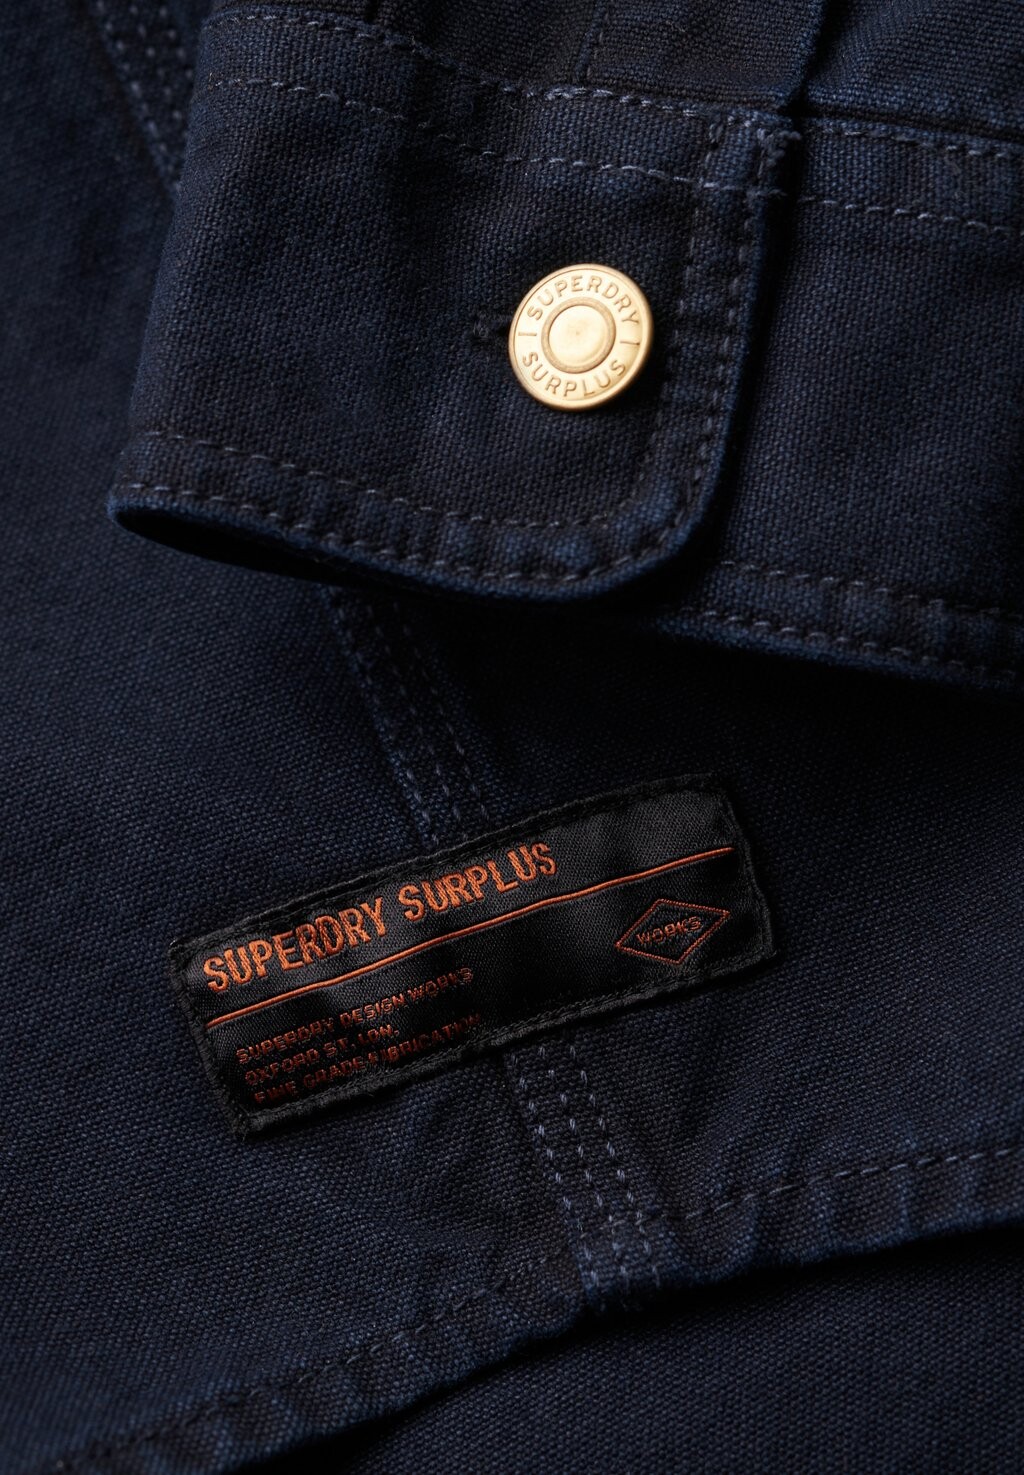 SUPERDRY
SURPLUS
SUPERDRY SURPLUS
WORKS
SUPERDRY DESIGN WORKS
OXFORD ST. LDN.
FINE GRADE FABRICATION